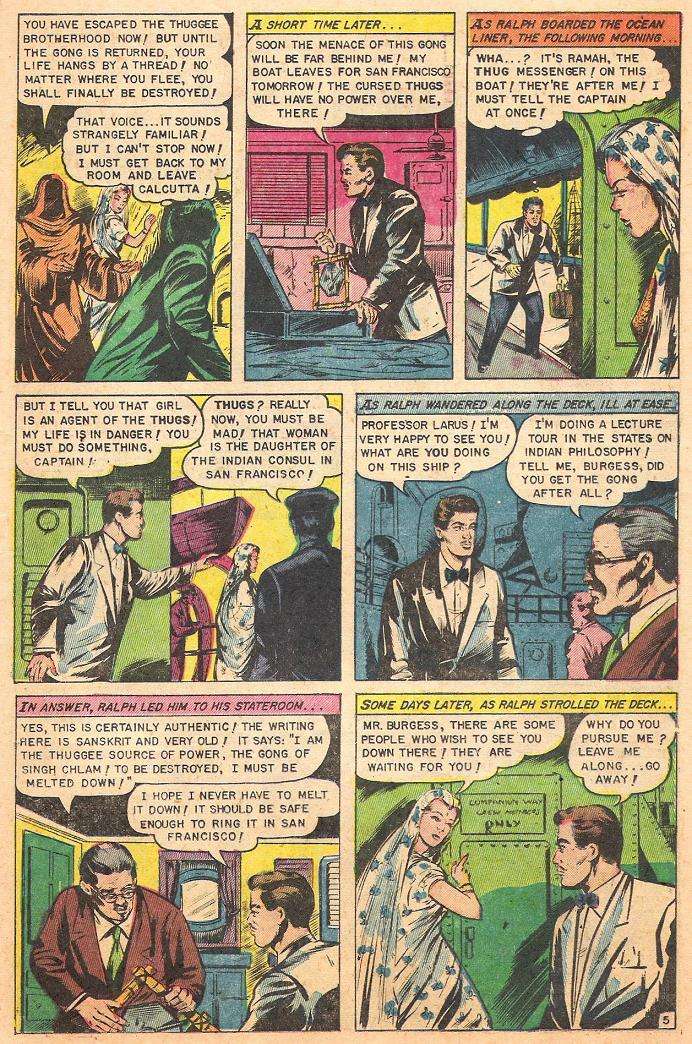 YOU HAVE ESCAPED THE THUGGEE
BROTHERHOOD NOW! BUT UNTIL
THE GONG IS RETURNED, YOUR
LIFE HANGS BY A THREAD! NO
MATTER WHERE YOU FLEE, YOU
SHALL FINALLY BE DESTROYED!
THAT VOICE...IT SOUNDS
STRANGELY FAMILIAR!
BUT I CAN'T STOP NOW!
I MUST GET BACK TO MY
ROOM AND LEAVE
CALCUTTA!
A SHORT TIME LATER...
SOON THE MENACE OF THIS GONG
WILL BE FAR BEHIND ME! MY
BOAT LEAVES FOR SAN FRANCISCO
TOMORROW! THE CURSED THUGS
WILL HAVE NO POWER OVER ME,
THERE!
AS RALPH BOARDED THE OCEAN
LINER, THE FOLLOWING MORNING...
WHA...? IT'S RAMAH, THE
THUG MESSENGER! ON THIS
BOAT! THEY'RE AFTER ME! I
MUST TELL THE CAPTAIN
AT ONCE!
BUT I TELL YOU THAT GIRL
IS AN AGENT OF THE THUGS!
MY LIFE IS IN DANGER! YOU
MUST DO SOMETHING,
CAPTAIN!
THUGS? REALLY
NOW, YOU MUST BE
MAD! THAT WOMAN
IS THE DAUGHTER OF
THE INDIAN CONSUL IN
SAN FRANCISCO!
AS RALPH WANDERED ALONG THE DECK, ILL AT EASE
PROFESSOR LARUS! I'M
VERY HAPPY TO SEE YOU!
WHAT ARE YOU DOING
ON THIS SHIP?
I'M DOING A LECTURE
TOUR IN THE STATES ON
INDIAN PHILOSOPHY!
TELL ME, BURGESS, DID
YOU GET THE GONG
AFTER ALL?
IN ANSWER, RALPH LED HIM TO HIS STATEROOM...
YES, THIS IS CERTAINLY AUTHENTIC! THE WRITING
HERE IS SANSKRIT AND VERY OLD! IT SAYS: "I AM
THE THUGGEE SOURCE OF POWER, THE GONG OF
SINGH CHLAM! TO BE DESTROYED, I MUST BE
MELTED DOWN!"
I HOPE I NEVER HAVE TO MELT
IT DOWN! IT SHOULD BE SAFE
ENOUGH TO RING IT IN SAN
FRANCISCO!
SOME DAYS LATER, AS RALPH STROLLED THE DECK...
MR. BURGESS, THERE ARE SOME
PEOPLE WHO WISH TO SEE YOU
DOWN THERE! THEY ARE
WAITING FOR YOU!
WHY DO YOU
PURSUE ME?
LEAVE ME
ALONG...GO
AWAY!
COMPANION WAY
CREW MEMBERS
ONLY
5